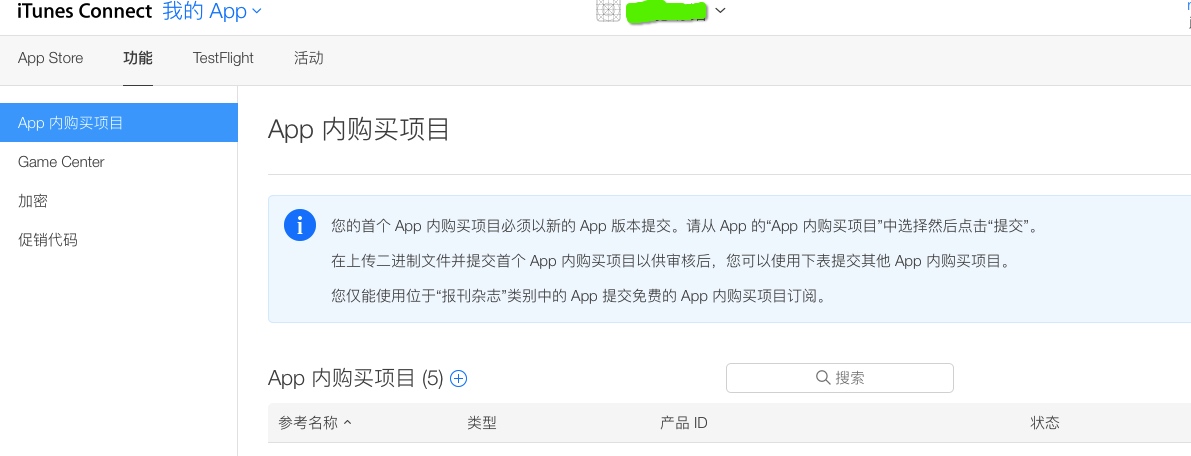 iTunes Connect 我的 App
App Store 功能 TestFlight 活动
App 内购买项目
Game Center
加密
促销代码
App 内购买项目
您的首个 App 内购买项目必须以新的 App 版本提交。请从 App 的“App 内购买项目”中选择然后点击“提交”。
在上传二进制文件并提交首个 App 内购买项目以供审核后，您可以使用下表提交其他 App 内购买项目。
您仅能使用位于“报刊杂志”类别中的 App 提交免费的 App 内购买项目订阅。
App 内购买项目 (5)
搜索
参考名称 类型 产品 ID 状态